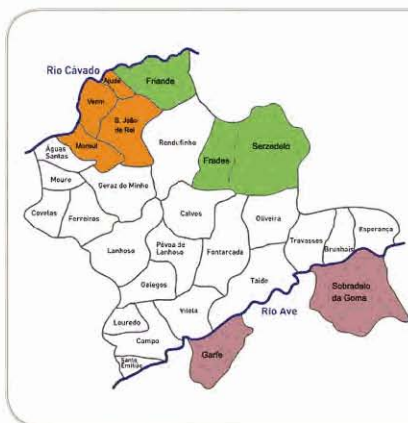 Rio Cávado
Ajude
Friande
Verim
S. João
de Rei
Monsul
Rendufinho
Águas
Santas
Frades
Serzedelo
Moure
Geraz do Minho
Covelas
Ferreiros
Calvos
Oliveira
Esperança
Brunhais
Travassos
Lanhoso
Póvoa de
Lanhoso
Fontarcada
Galegos
Taíde
Sobradelo
da Goma
Rio Ave
Louredo
Vilela
Campo
Garfe
Santo
Emilião